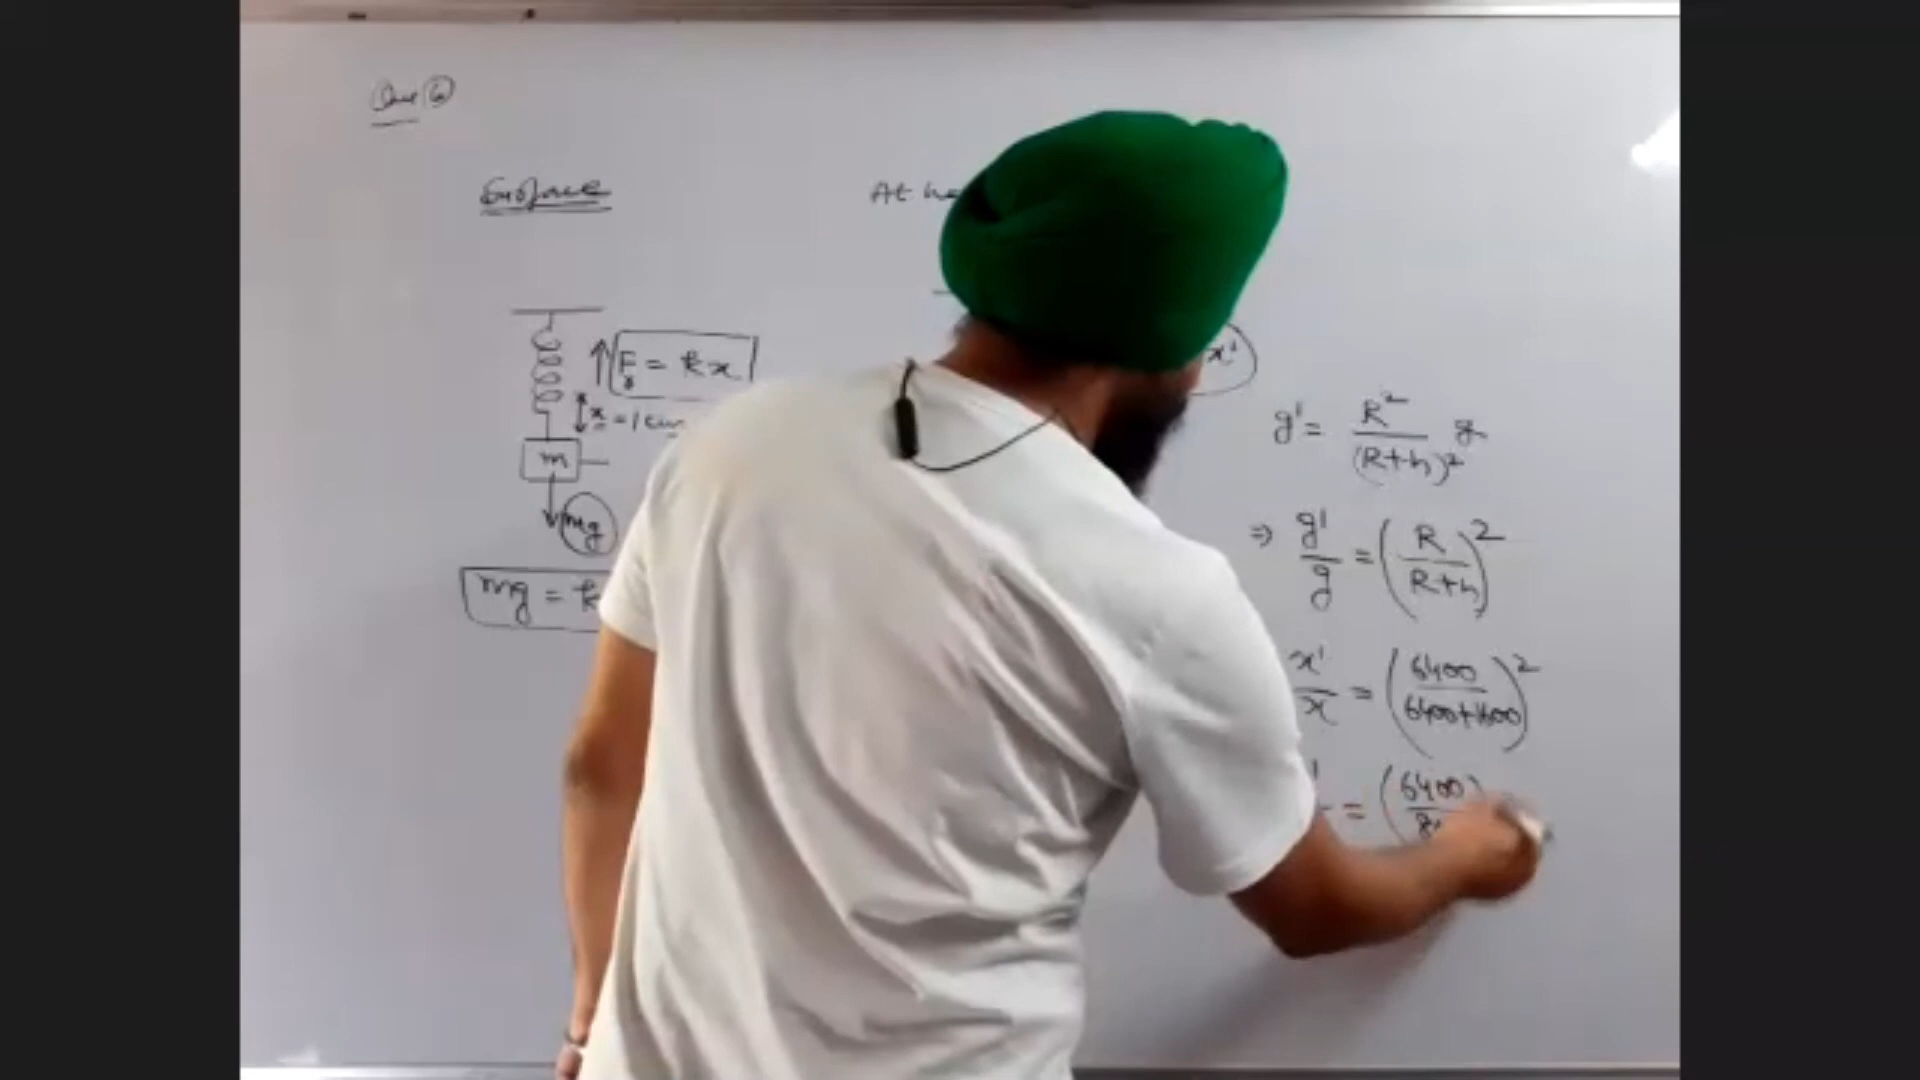 Que 6
Surface
At he
F = kx
x = 1 cm
m
mg
mg = k
x'
g' = R² / (R+h)² g
⇒ g'/g = (R / R+h)²
x'/x = (6400 / 6400+1600)²
= (6400 / 8